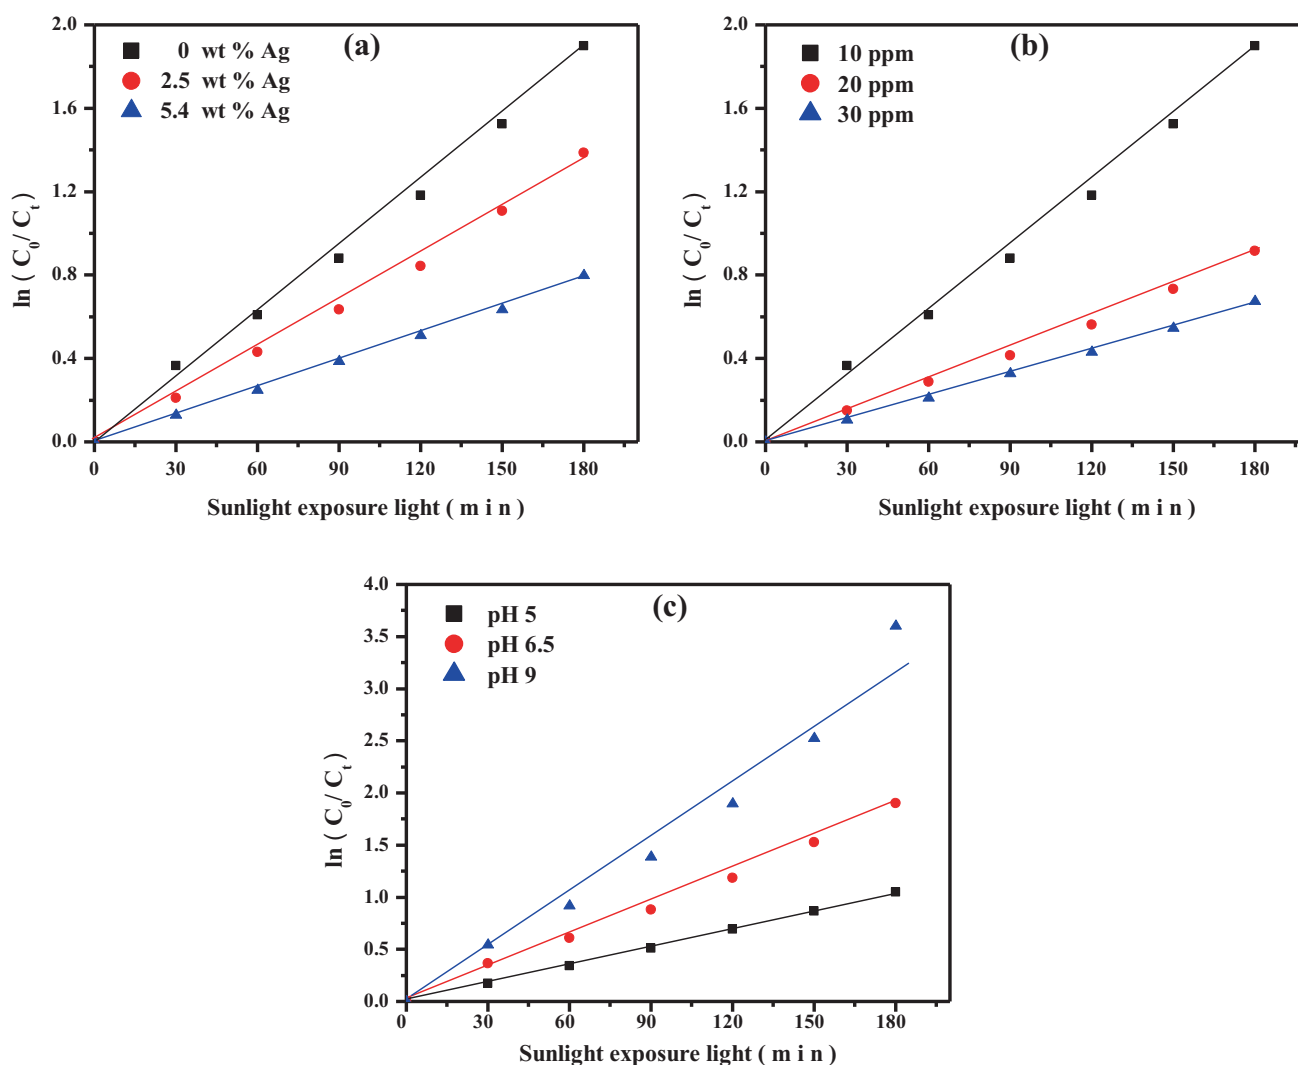 (a)
0 wt % Ag
2.5 wt % Ag
5.4 wt % Ag
2.0
1.6
1.2
0.8
0.4
0.0
ln ( C0/ Ct )
0 30 60 90 120 150 180
Sunlight exposure light ( m i n )
(b)
10 ppm
20 ppm
30 ppm
2.0
1.6
1.2
0.8
0.4
0.0
ln ( C0/ Ct )
0 30 60 90 120 150 180
Sunlight exposure light ( m i n )
(c)
pH 5
pH 6.5
pH 9
4.0
3.5
3.0
2.5
2.0
1.5
1.0
0.5
0.0
ln ( C0/ Ct )
0 30 60 90 120 150 180
Sunlight exposure light ( m i n )